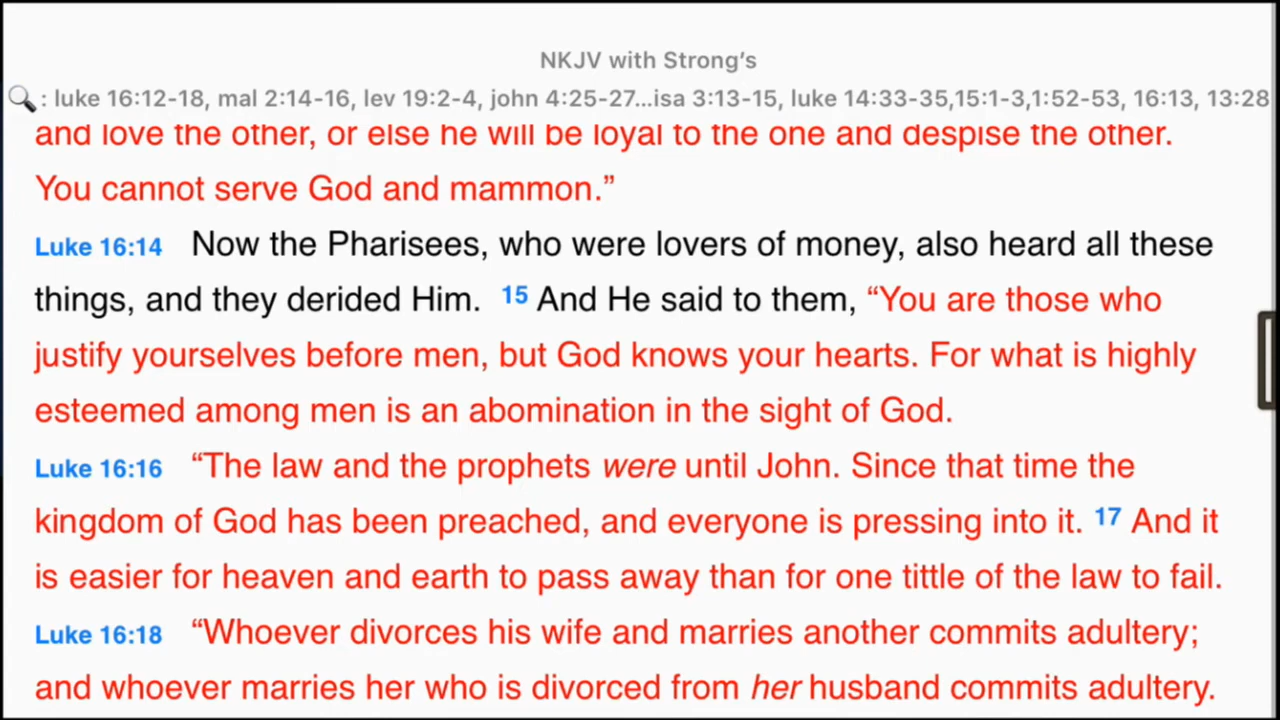 NKJV with Strong’s
: luke 16:12-18, mal 2:14-16, lev 19:2-4, john 4:25-27...isa 3:13-15, luke 14:33-35,15:1-3,1:52-53, 16:13, 13:28
and love the other, or else he will be loyal to the one and despise the other.
You cannot serve God and mammon.”
Luke 16:14 Now the Pharisees, who were lovers of money, also heard all these
things, and they derided Him. 15 And He said to them, “You are those who
justify yourselves before men, but God knows your hearts. For what is highly
esteemed among men is an abomination in the sight of God.
Luke 16:16 “The law and the prophets were until John. Since that time the
kingdom of God has been preached, and everyone is pressing into it. 17 And it
is easier for heaven and earth to pass away than for one tittle of the law to fail.
Luke 16:18 “Whoever divorces his wife and marries another commits adultery;
and whoever marries her who is divorced from her husband commits adultery.